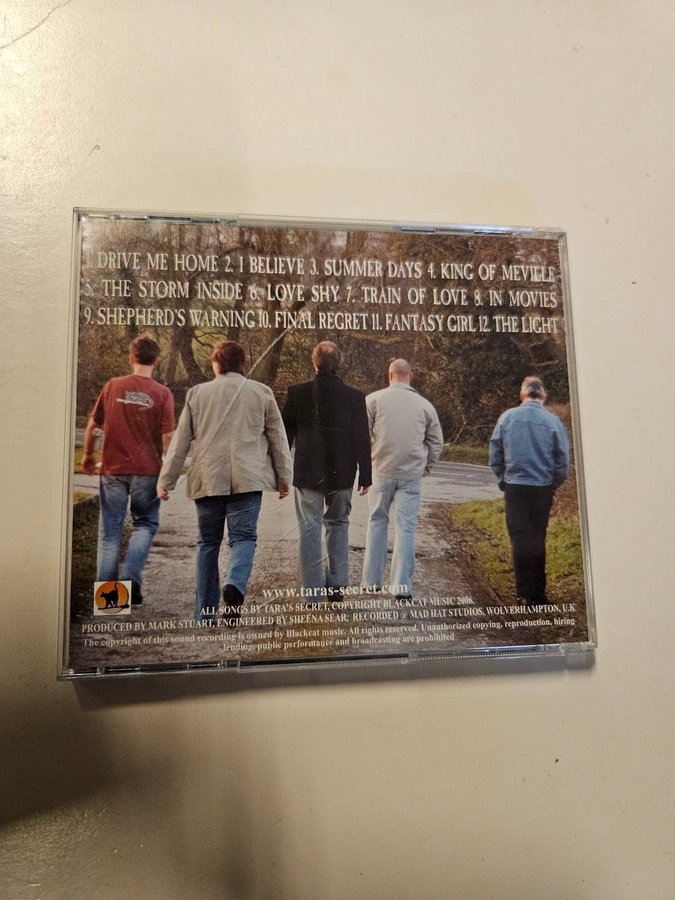 1. DRIVE ME HOME 2. I BELIEVE 3. SUMMER DAYS 4. KING OF MEVILLE
5. THE STORM INSIDE 6. LOVE SHY 7. TRAIN OF LOVE 8. IN MOVIES
9. SHEPHERD'S WARNING 10. FINAL REGRET 11. FANTASY GIRL 12. THE LIGHT
www.taras-secret.com
ALL SONGS BY TARA'S SECRET, COPYRIGHT BLACKCAT MUSIC 2006.
PRODUCED BY MARK STUART, ENGINEERED BY SHEENA SEAR, RECORDED @ MAD HAT STUDIOS, WOLVERHAMPTON, U.K
The copyright of this sound recording is owned by Blackcat music. All rights reserved. Unauthorized copying, reproduction, hiring
lending, public performance and broadcasting are prohibited